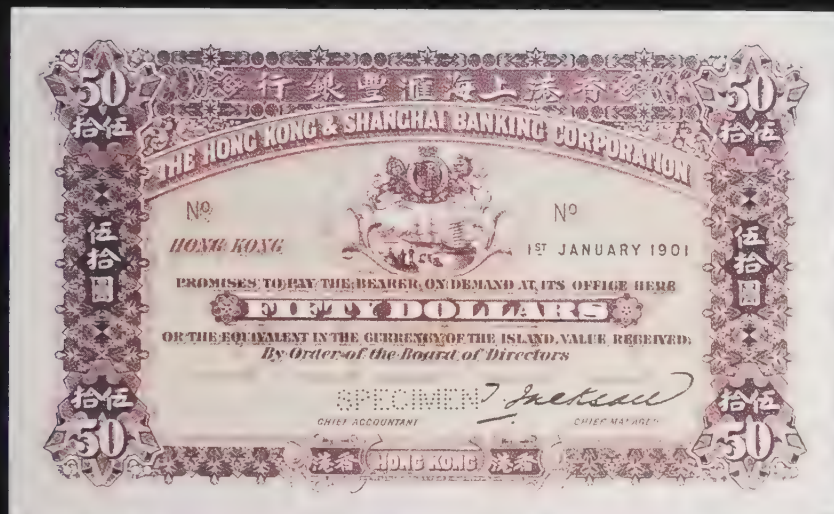 50 50
行銀豐滙海上港香
拾伍 拾伍
THE HONG KONG & SHANGHAI BANKING CORPORATION
Nº Nº
HONG KONG 1ST JANUARY 1901
伍拾圓 伍拾圓
PROMISES TO PAY THE BEARER ON DEMAND AT ITS OFFICE HERE
FIFTY DOLLARS
OR THE EQUIVALENT IN THE CURRENCY OF THE ISLAND, VALUE RECEIVED.
By Order of the Board of Directors
拾伍 SPECIMEN T Jackson 拾伍
CHIEF ACCOUNTANT CHIEF MANAGER
50 50
港香 HONG KONG 港香